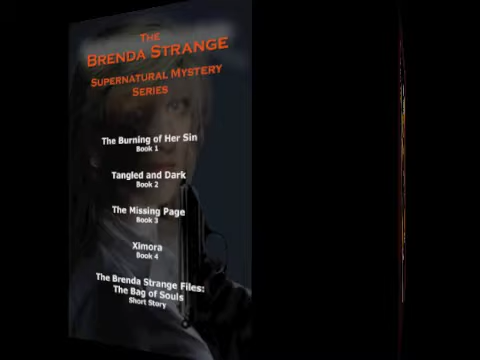 The
Brenda Strange
Supernatural Mystery
Series
The Burning of Her Sin
Book 1
Tangled and Dark
Book 2
The Missing Page
Book 3
Ximora
Book 4
The Brenda Strange Files:
The Bag of Souls
Short Story